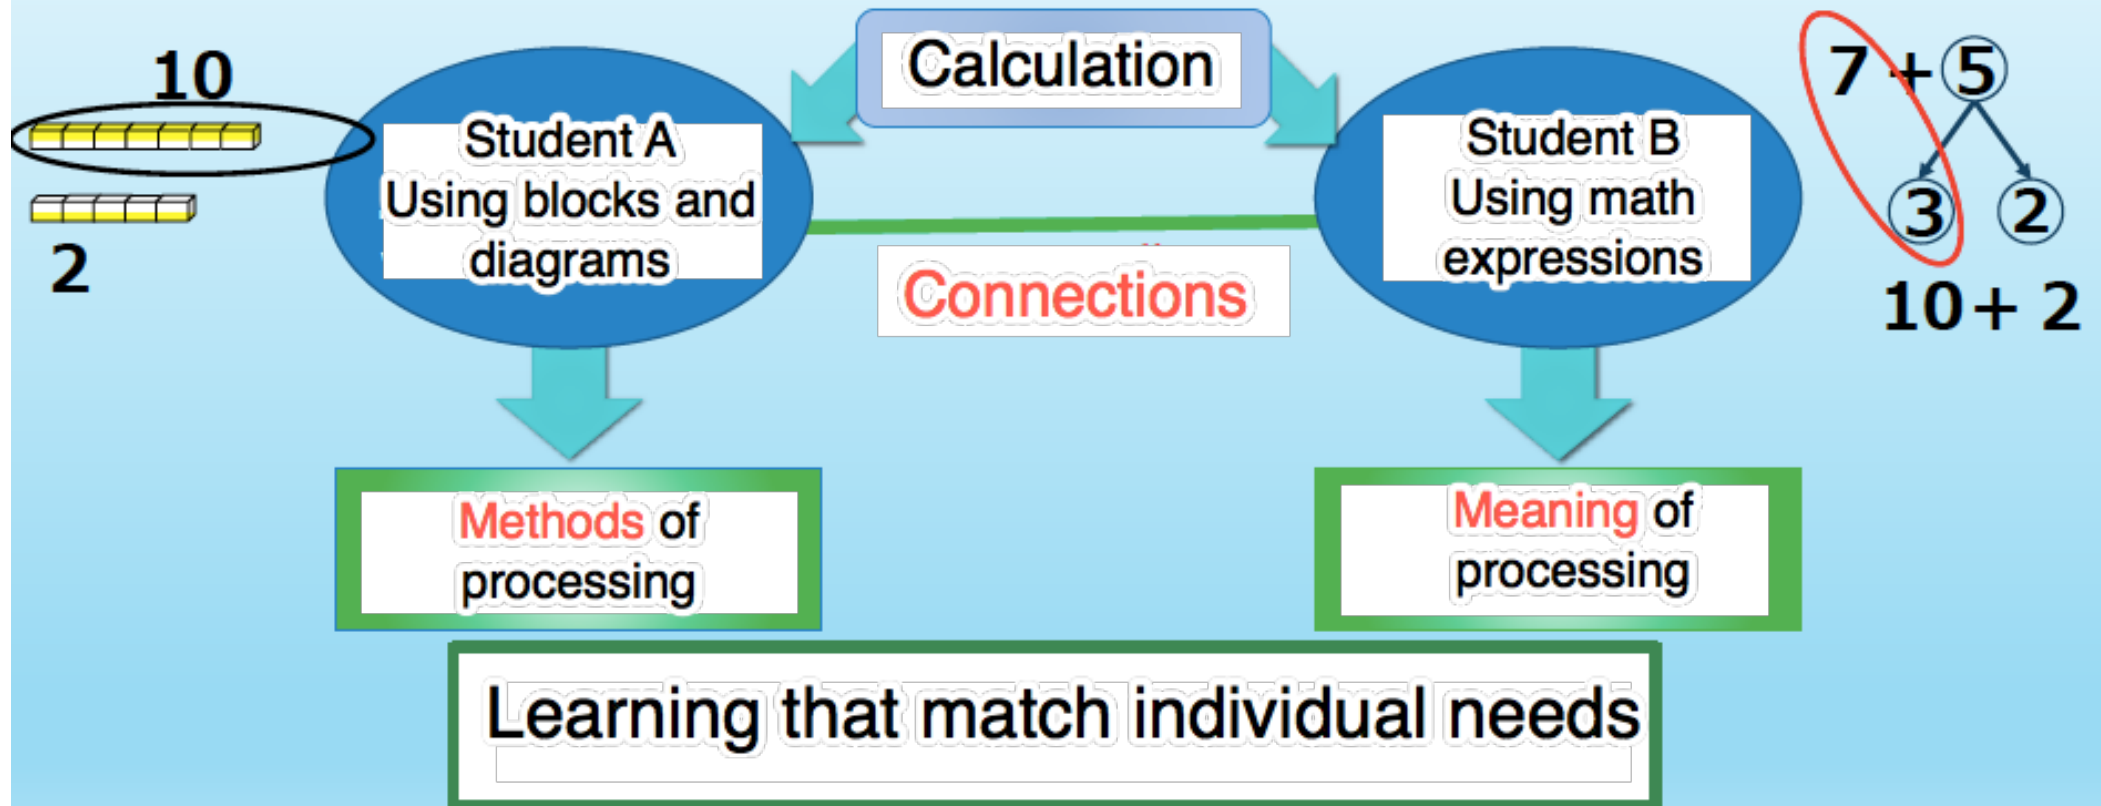 Calculation
10
2
Student A
Using blocks and
diagrams
Connections
Student B
Using math
expressions
7 + 5
3 2
10 + 2
Methods of
processing
Meaning of
processing
Learning that match individual needs